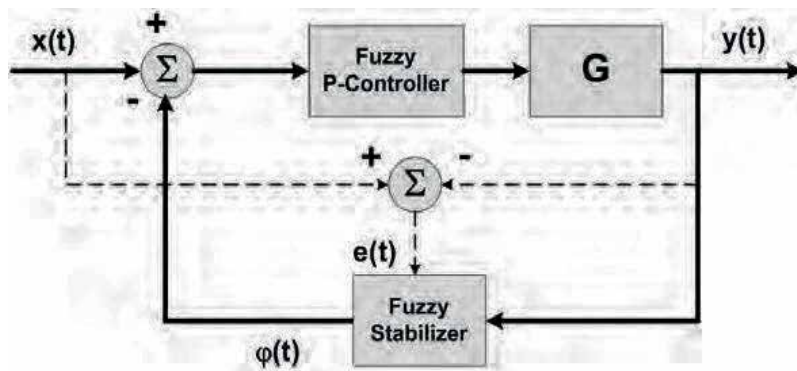 +
x(t)
Σ
-
Fuzzy
P-Controller
G
y(t)
+
Σ
-
e(t)
Fuzzy
Stabilizer
φ(t)